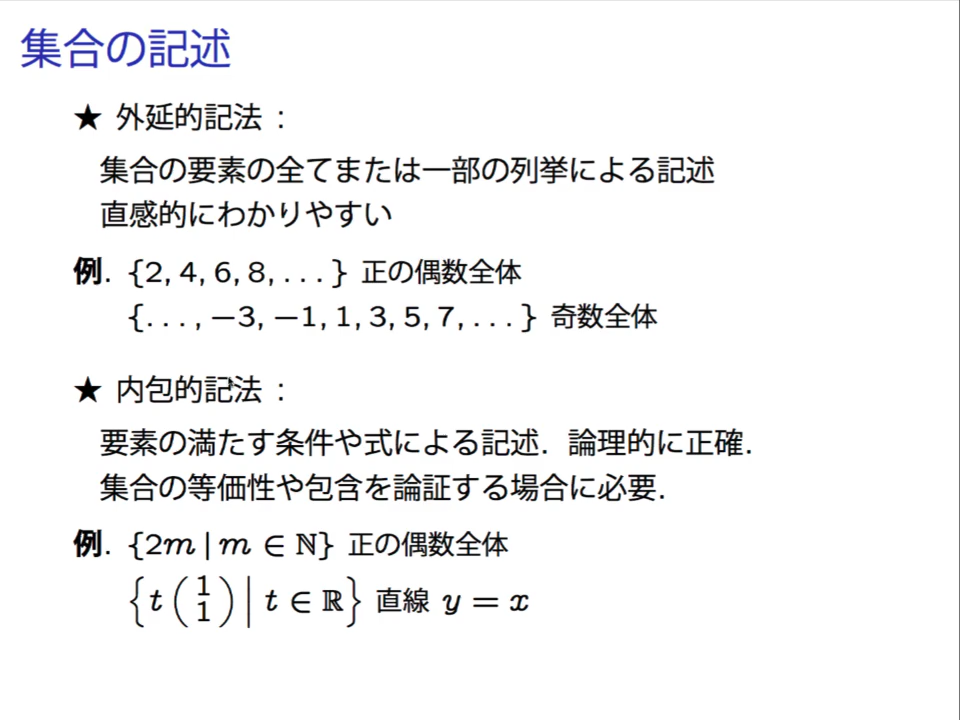 集合の記述
★ 外延的記法 :
集合の要素の全てまたは一部の列挙による記述
直感的にわかりやすい
例. {2, 4, 6, 8, . . . } 正の偶数全体
{. . . , −3, −1, 1, 3, 5, 7, . . . } 奇数全体
★ 内包的記法 :
要素の満たす条件や式による記述. 論理的に正確.
集合の等価性や包含を論証する場合に必要.
例. {2m | m ∈ ℕ} 正の偶数全体
{t (1 1) | t ∈ ℝ} 直線 y = x